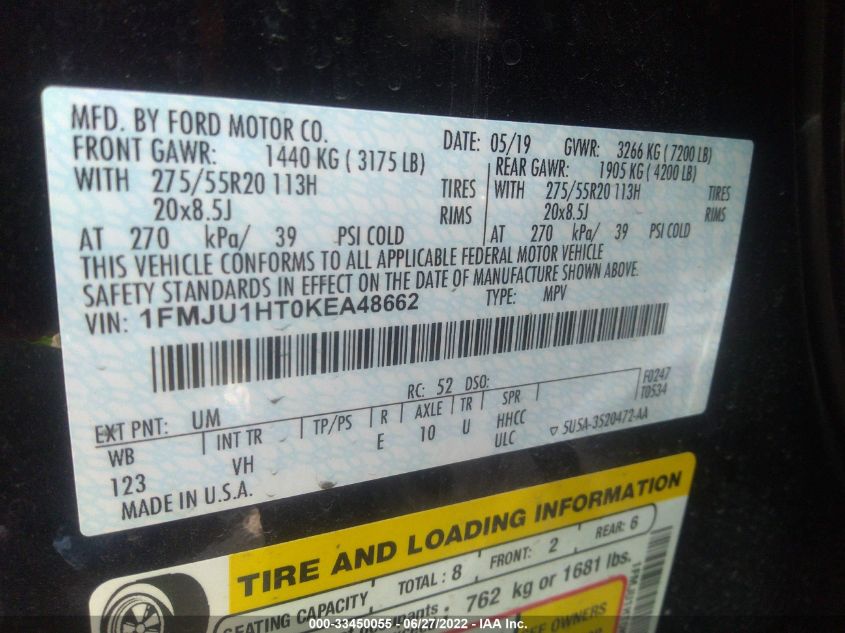 MFD. BY FORD MOTOR CO.
DATE: 05/19 GVWR: 3266 KG ( 7200 LB)
FRONT GAWR: 1440 KG ( 3175 LB)
REAR GAWR: 1905 KG ( 4200 LB)
WITH 275/55R20 113H TIRES
WITH 275/55R20 113H TIRES
20x8.5J RIMS
20x8.5J RIMS
AT 270 kPa/ 39 PSI COLD
AT 270 kPa/ 39 PSI COLD
THIS VEHICLE CONFORMS TO ALL APPLICABLE FEDERAL MOTOR VEHICLE
SAFETY STANDARDS IN EFFECT ON THE DATE OF MANUFACTURE SHOWN ABOVE.
VIN: 1FMJU1HT0KEA48662 TYPE: MPV
F0247
T0534
EXT PNT: UM RC: 52 DSO:
WB INT TR TP/PS R AXLE TR SPR
123 VH E 10 U HHCC
ULC
5U5A-3520472-AA
MADE IN U.S.A.
TIRE AND LOADING INFORMATION
SEATING CAPACITY TOTAL: 8 FRONT: 2 REAR: 6
762 kg or 1681 lbs.
OWNERS
000-33450055 - 06/27/2022 - IAA Inc.